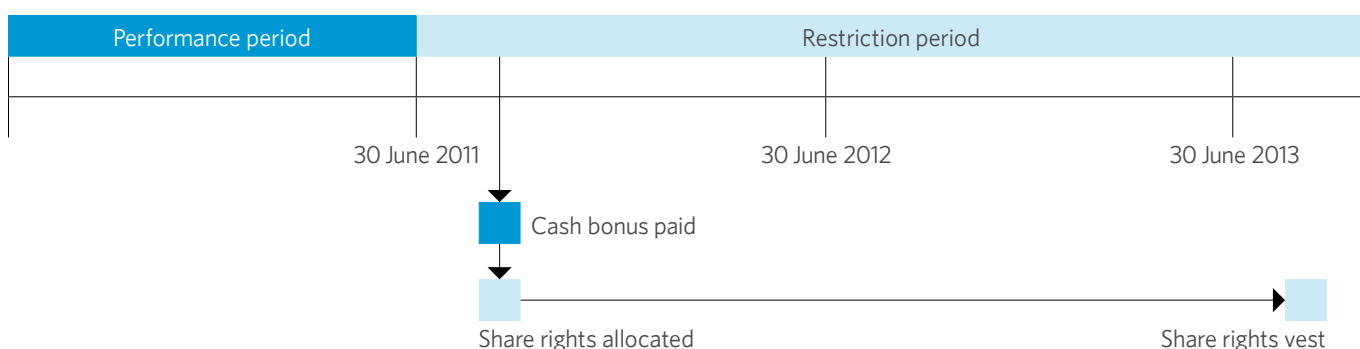 Performance period
Restriction period
30 June 2011
30 June 2012
30 June 2013
Cash bonus paid
Share rights allocated
Share rights vest